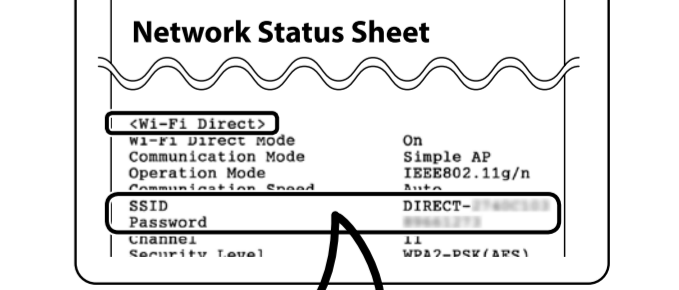 Network Status Sheet
<Wi-Fi Direct>
Wi-Fi Direct Mode On
Communication Mode Simple AP
Operation Mode IEEE802.11g/n
Communication Speed Auto
SSID DIRECT-
Password
Channel 11
Security Level WPA2-PSK(AES)